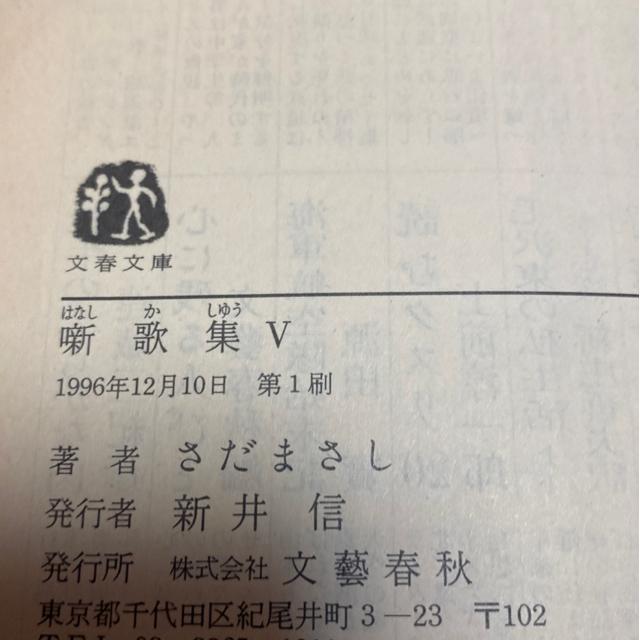 文春文庫
はなし か しゆう
噺歌集 V
1996年12月10日 第1刷
著者 さだまさし
発行者 新井 信
発行所 株式会社 文藝春秋
東京都千代田区紀尾井町3―23 〒102